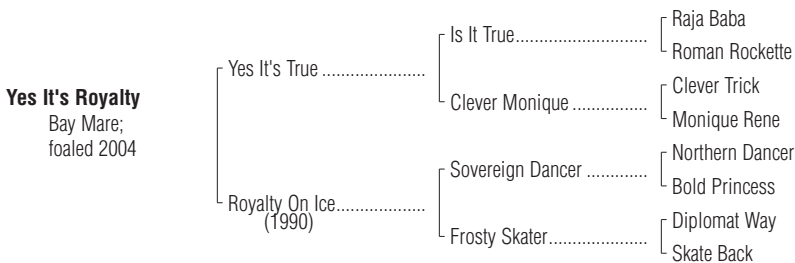 Raja Baba
Is It True..............................
Roman Rockette
Yes It's True ......................
Clever Trick
Clever Monique ................
Monique Rene
Yes It's Royalty
Bay Mare;
foaled 2004
Northern Dancer
Sovereign Dancer .............
Bold Princess
Royalty On Ice...................
(1990)
Diplomat Way
Frosty Skater.....................
Skate Back